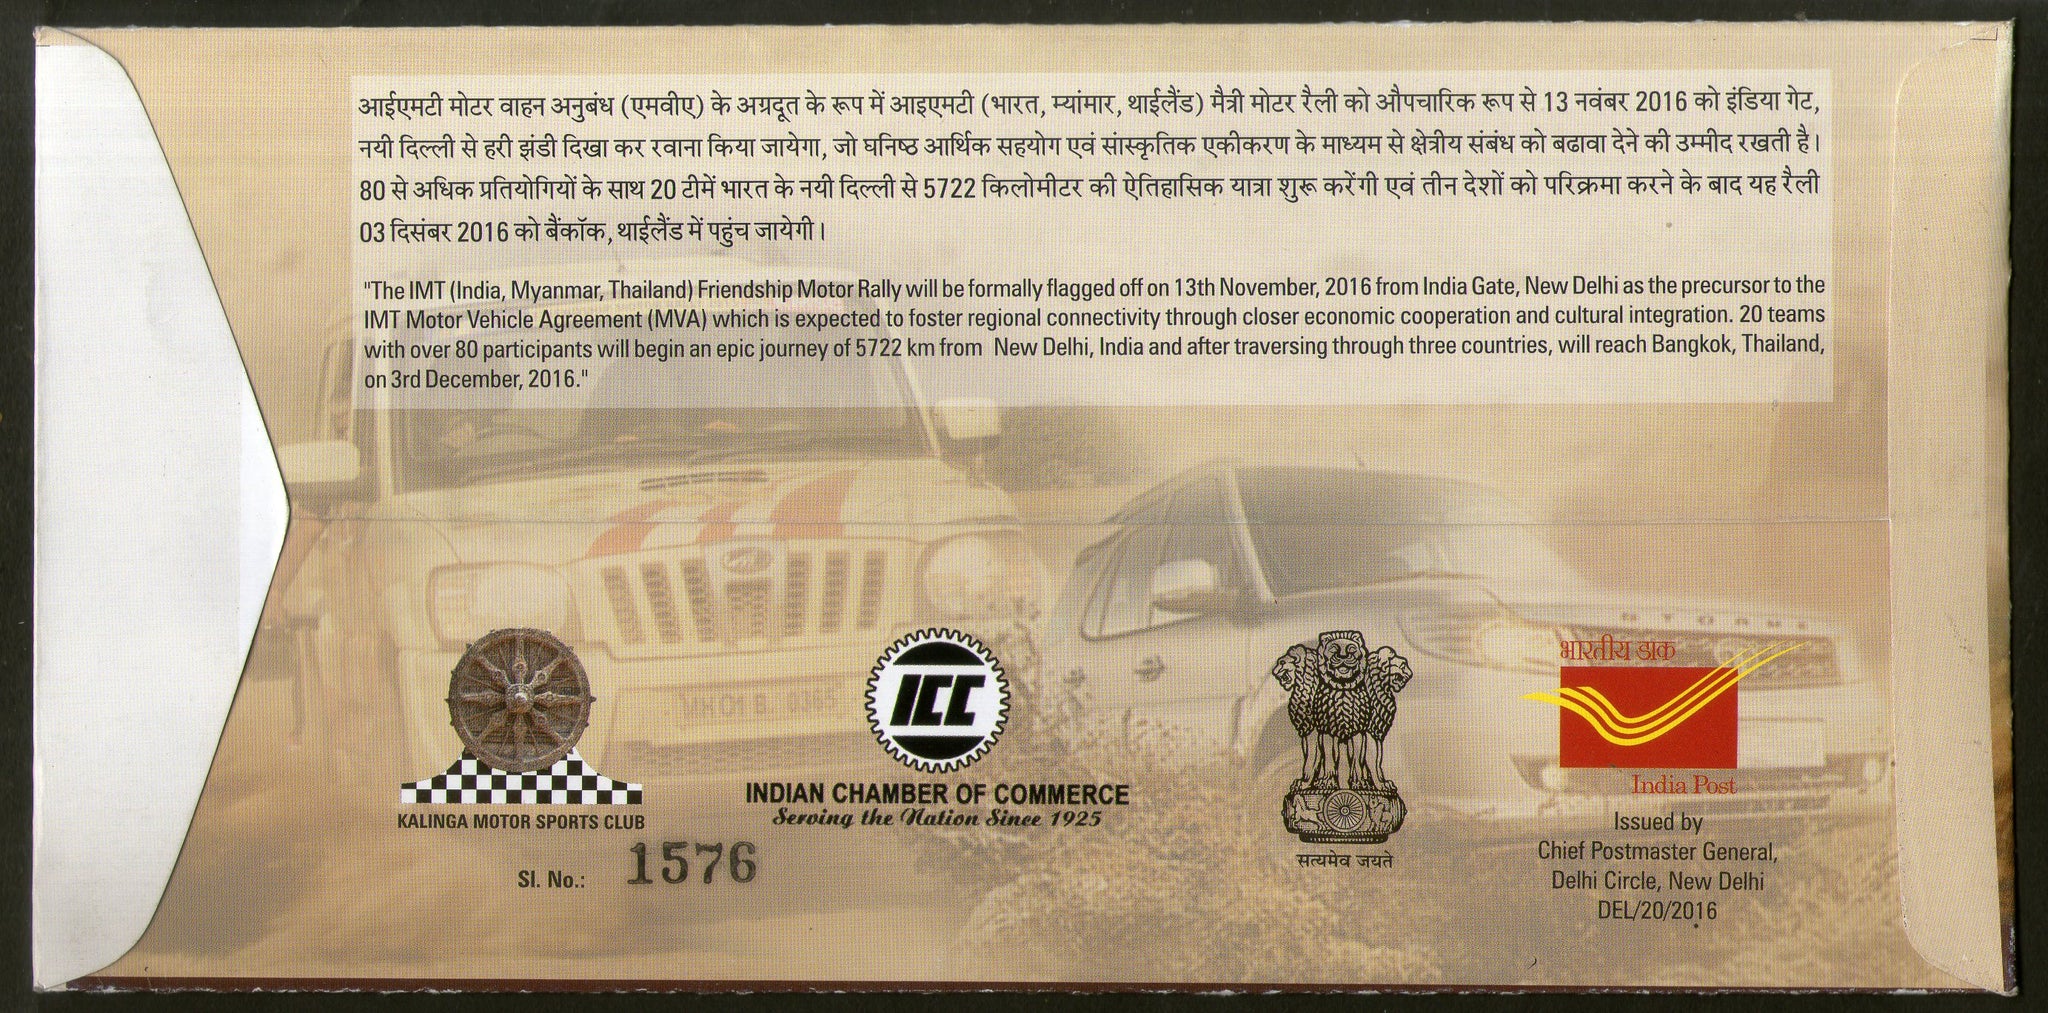 आईएमटी मोटर वाहन अनुबंध (एमवीए) के अग्रदूत के रूप में आइएमटी (भारत, म्यांमार, थाईलैंड) मैत्री मोटर रैली को औपचारिक रूप से 13 नवंबर 2016 को इंडिया गेट,
नयी दिल्ली से हरी झंडी दिखा कर रवाना किया जायेगा, जो घनिष्ठ आर्थिक सहयोग एवं सांस्कृतिक एकीकरण के माध्यम से क्षेत्रीय संबंध को बढावा देने की उम्मीद रखती है।
80 से अधिक प्रतियोगियों के साथ 20 टीमें भारत के नयी दिल्ली से 5722 किलोमीटर की ऐतिहासिक यात्रा शुरू करेंगी एवं तीन देशों को परिक्रमा करने के बाद यह रैली
03 दिसंबर 2016 को बैंकॉक, थाईलैंड में पहुंच जायेगी।
"The IMT (India, Myanmar, Thailand) Friendship Motor Rally will be formally flagged off on 13th November, 2016 from India Gate, New Delhi as the precursor to the
IMT Motor Vehicle Agreement (MVA) which is expected to foster regional connectivity through closer economic cooperation and cultural integration. 20 teams
with over 80 participants will begin an epic journey of 5722 km from New Delhi, India and after traversing through three countries, will reach Bangkok, Thailand,
on 3rd December, 2016."
MH 01 B. 0365
STORME
KALINGA MOTOR SPORTS CLUB
Sl. No.: 1576
ICC
INDIAN CHAMBER OF COMMERCE
Serving the Nation Since 1925
सत्यमेव जयते
भारतीय डाक
India Post
Issued by
Chief Postmaster General,
Delhi Circle, New Delhi
DEL/20/2016